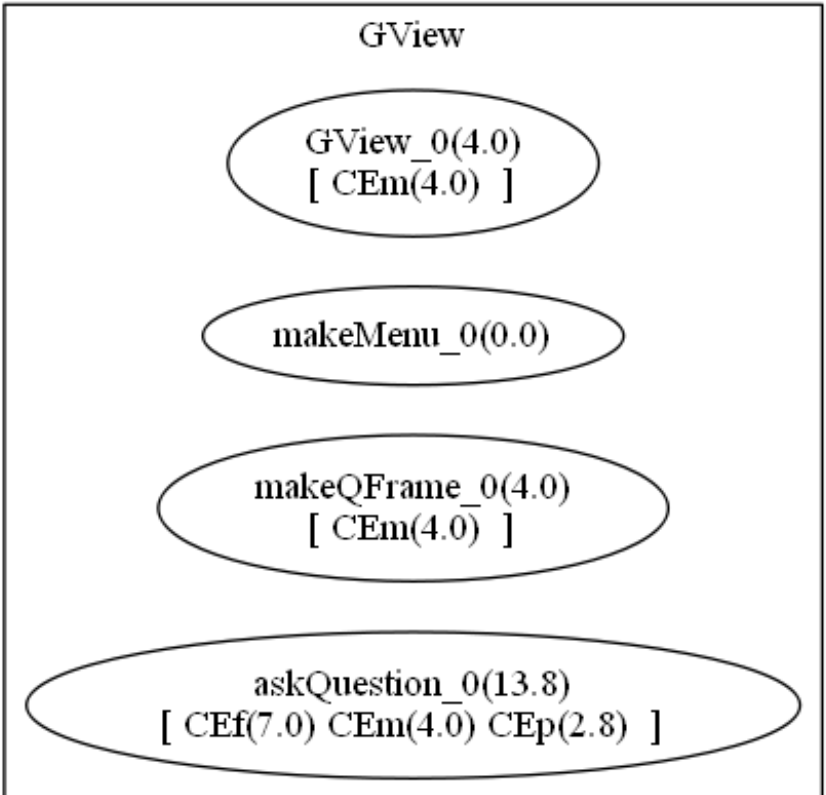 GView
GView_0(4.0)
[ CEm(4.0) ]
makeMenu_0(0.0)
makeQFrame_0(4.0)
[ CEm(4.0) ]
askQuestion_0(13.8)
[ CEf(7.0) CEm(4.0) CEp(2.8) ]